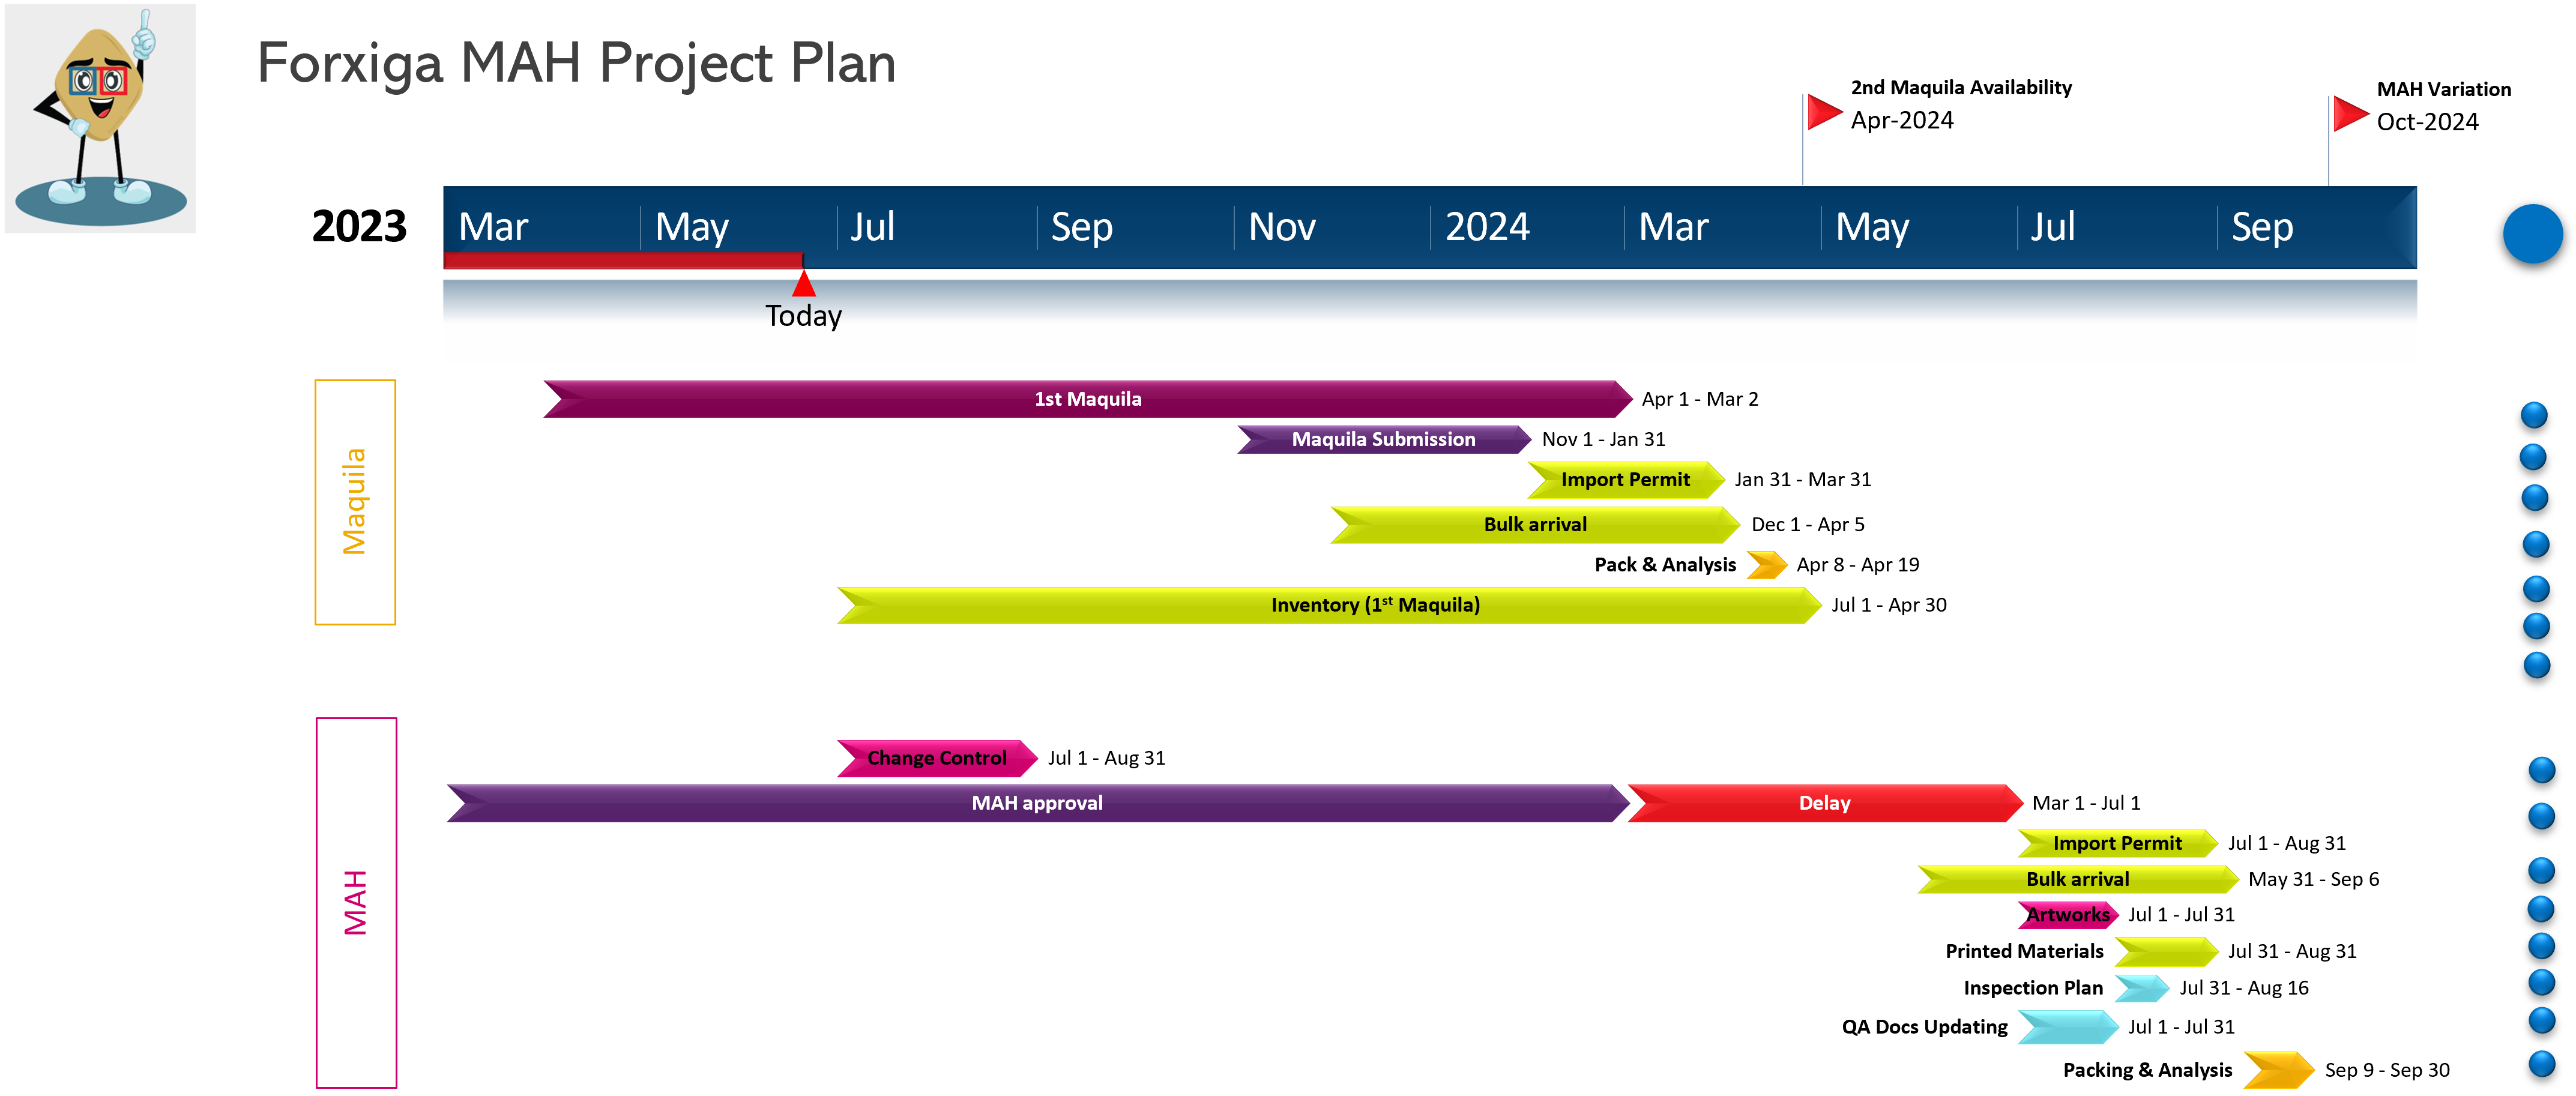 Forxiga MAH Project Plan
2nd Maquila Availability
Apr-2024
MAH Variation
Oct-2024
2023
Mar May Jul Sep Nov 2024 Mar May Jul Sep
Today
Maquila
1st Maquila Apr 1 - Mar 2
Maquila Submission Nov 1 - Jan 31
Import Permit Jan 31 - Mar 31
Bulk arrival Dec 1 - Apr 5
Pack & Analysis Apr 8 - Apr 19
Inventory (1st Maquila) Jul 1 - Apr 30
MAH
Change Control Jul 1 - Aug 31
MAH approval Delay Mar 1 - Jul 1
Import Permit Jul 1 - Aug 31
Bulk arrival May 31 - Sep 6
Artworks Jul 1 - Jul 31
Printed Materials Jul 31 - Aug 31
Inspection Plan Jul 31 - Aug 16
QA Docs Updating Jul 1 - Jul 31
Packing & Analysis Sep 9 - Sep 30